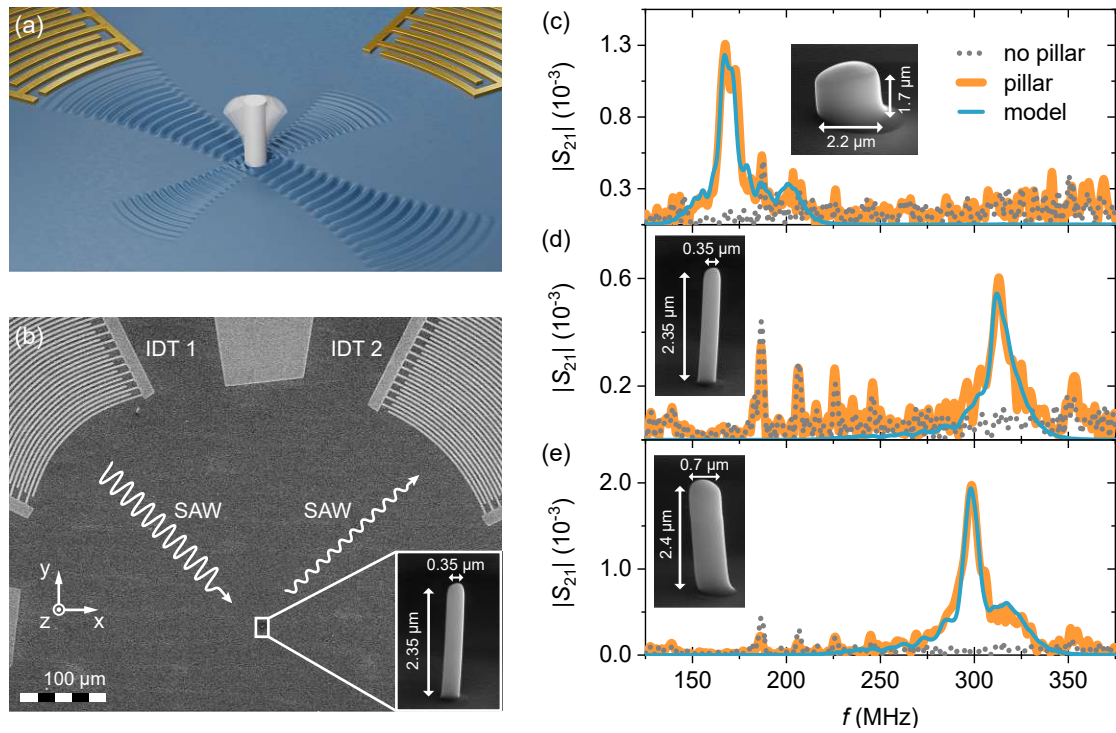 (a)
(b)
IDT 1
IDT 2
SAW
SAW
y
z
x
100 μm
0.35 μm
2.35 μm
(c)
|S21| (10-3)
1.3
0.8
0.3
no pillar
pillar
model
1.7 μm
2.2 μm
(d)
|S21| (10-3)
0.6
0.2
0.35 μm
2.35 μm
(e)
|S21| (10-3)
2.0
1.0
0.0
0.7 μm
2.4 μm
150 200 250 300 350
f (MHz)